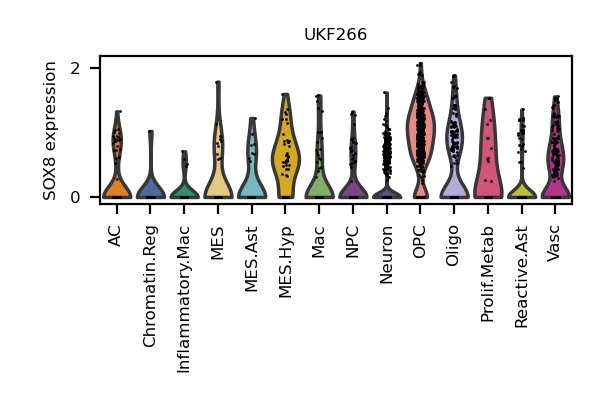 UKF266
SOX8 expression
2
0
AC
Chromatin.Reg
Inflammatory.Mac
MES
MES.Ast
MES.Hyp
Mac
NPC
Neuron
OPC
Oligo
Prolif.Metab
Reactive.Ast
Vasc